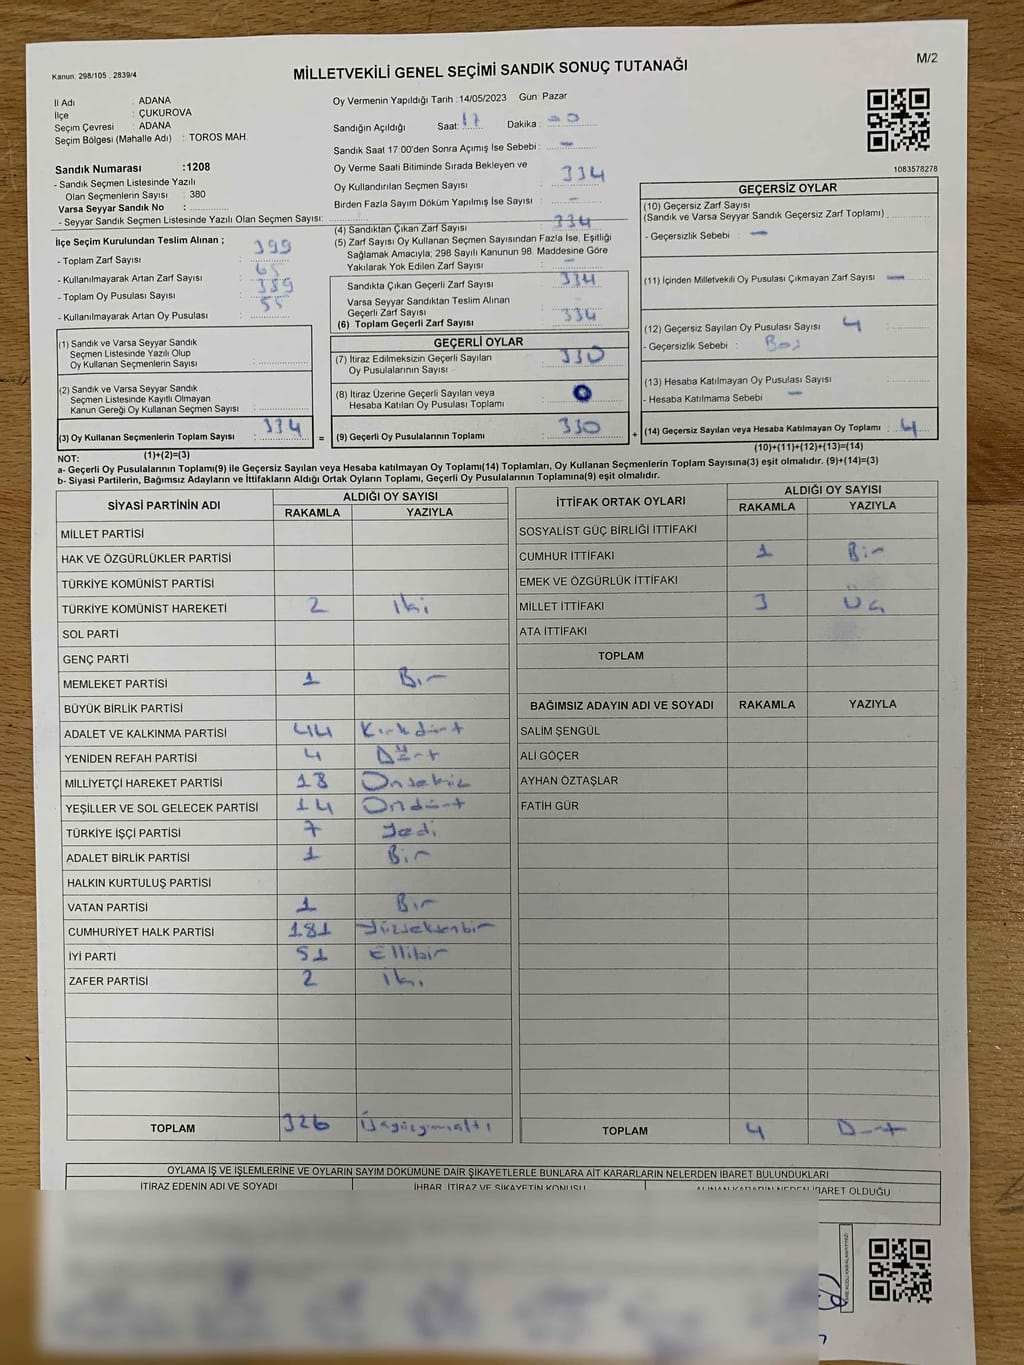 Kanun: 298/105 , 2839/4
M/2
MİLLETVEKİLİ GENEL SEÇİMİ SANDIK SONUÇ TUTANAĞI
İl Adı : ADANA
İlçe : ÇUKUROVA
Seçim Çevresi : ADANA
Seçim Bölgesi (Mahalle Adı) : TOROS MAH.
Sandık Numarası :1208
- Sandık Seçmen Listesinde Yazılı
Olan Seçmenlerin Sayısı : 380
Varsa Seyyar Sandık No :
- Seyyar Sandık Seçmen Listesinde Yazılı Olan Seçmen Sayısı:
Oy Vermenin Yapıldığı Tarih :14/05/2023 Gün: Pazar
Sandığın Açıldığı Saat: 17 Dakika : 00
Sandık Saat 17:00'den Sonra Açımış İse Sebebi : —
Oy Verme Saati Bitiminde Sırada Bekleyen ve
Oy Kullandırılan Seçmen Sayısı : 334
Birden Fazla Sayım Döküm Yapılmış İse Sayısı : —
1083578278
İlçe Seçim Kurulundan Teslim Alınan ;
- Toplam Zarf Sayısı : 399
- Kullanılmayarak Artan Zarf Sayısı : 65
- Toplam Oy Pusulası Sayısı : 389
- Kullanılmayarak Artan Oy Pusulası : 55
(4) Sandıktan Çıkan Zarf Sayısı : 334
(5) Zarf Sayısı Oy Kullanan Seçmen Sayısından Fazla İse, Eşitliği
Sağlamak Amacıyla; 298 Sayılı Kanunun 98. Maddesine Göre
Yakılarak Yok Edilen Zarf Sayısı : —
Sandıkta Çıkan Geçerli Zarf Sayısı : 334
Varsa Seyyar Sandıktan Teslim Alınan
Geçerli Zarf Sayısı :
(6) Toplam Geçerli Zarf Sayısı : 334
GEÇERSİZ OYLAR
(10) Geçersiz Zarf Sayısı
(Sandık ve Varsa Seyyar Sandık Geçersiz Zarf Toplamı)
- Geçersizlik Sebebi : —
(11) İçinden Milletvekili Oy Pusulası Çıkmayan Zarf Sayısı —
(12) Geçersiz Sayılan Oy Pusulası Sayısı 4
- Geçersizlik Sebebi : Boş
(13) Hesaba Katılmayan Oy Pusulası Sayısı :
- Hesaba Katılmama Sebebi : —
(14) Geçersiz Sayılan veya Hesaba Katılmayan Oy Toplamı : 4
(10)+(11)+(12)+(13)=(14)
(1) Sandık ve Varsa Seyyar Sandık
Seçmen Listesinde Yazılı Olup
Oy Kullanan Seçmenlerin Sayısı :
(2) Sandık ve Varsa Seyyar Sandık
Seçmen Listesinde Kayıtlı Olmayan
Kanun Gereği Oy Kullanan Seçmen Sayısı :
(3) Oy Kullanan Seçmenlerin Toplam Sayısı : 334
(1)+(2)=(3)
GEÇERLİ OYLAR
(7) İtiraz Edilmeksizin Geçerli Sayılan
Oy Pusulalarının Sayısı : 330
(8) İtiraz Üzerine Geçerli Sayılan veya
Hesaba Katılan Oy Pusulası Toplamı : 0
= (9) Geçerli Oy Pusulalarının Toplamı : 330 +
NOT:
a- Geçerli Oy Pusulalarının Toplamı(9) ile Geçersiz Sayılan veya Hesaba katılmayan Oy Toplamı(14) Toplamları, Oy Kullanan Seçmenlerin Toplam Sayısına(3) eşit olmalıdır. (9)+(14)=(3)
b- Siyasi Partilerin, Bağımsız Adayların ve İttifakların Aldığı Ortak Oyların Toplamı, Geçerli Oy Pusulalarının Toplamına(9) eşit olmalıdır.
SİYASİ PARTİNİN ADI ALDIĞI OY SAYISI
RAKAMLA YAZIYLA
MİLLET PARTİSİ
HAK VE ÖZGÜRLÜKLER PARTİSİ
TÜRKİYE KOMÜNİST PARTİSİ
TÜRKİYE KOMÜNİST HAREKETİ 2 İki
SOL PARTİ
GENÇ PARTİ
MEMLEKET PARTİSİ 1 Bir
BÜYÜK BİRLİK PARTİSİ
ADALET VE KALKINMA PARTİSİ 44 Kırkdört
YENİDEN REFAH PARTİSİ 4 Dört
MİLLİYETÇİ HAREKET PARTİSİ 18 Onsekiz
YEŞİLLER VE SOL GELECEK PARTİSİ 14 Ondört
TÜRKİYE İŞÇİ PARTİSİ 7 Yedi
ADALET BİRLİK PARTİSİ 1 Bir
HALKIN KURTULUŞ PARTİSİ
VATAN PARTİSİ 1 Bir
CUMHURİYET HALK PARTİSİ 181 Yüzseksenbir
İYİ PARTİ 51 Ellibir
ZAFER PARTİSİ 2 İki
TOPLAM 326 Üçyüzyirmialtı
İTTİFAK ORTAK OYLARI ALDIĞI OY SAYISI
RAKAMLA YAZIYLA
SOSYALİST GÜÇ BİRLİĞİ İTTİFAKI
CUMHUR İTTİFAKI 1 Bir
EMEK VE ÖZGÜRLÜK İTTİFAKI
MİLLET İTTİFAKI 3 Üç
ATA İTTİFAKI
TOPLAM
BAĞIMSIZ ADAYIN ADI VE SOYADI RAKAMLA YAZIYLA
SALİM ŞENGÜL
ALİ GÖÇER
AYHAN ÖZTAŞLAR
FATİH GÜR
TOPLAM 4 Dört
OYLAMA İŞ VE İŞLEMLERİNE VE OYLARIN SAYIM DÖKÜMÜNE DAİR ŞİKAYETLERLE BUNLARA AİT KARARLARIN NELERDEN İBARET BULUNDUKLARI
İTİRAZ EDENİN ADI VE SOYADI İHBAR, İTİRAZ VE ŞİKAYETİN KONUSU ALINAN KARARIN NEDEN İBARET OLDUĞU